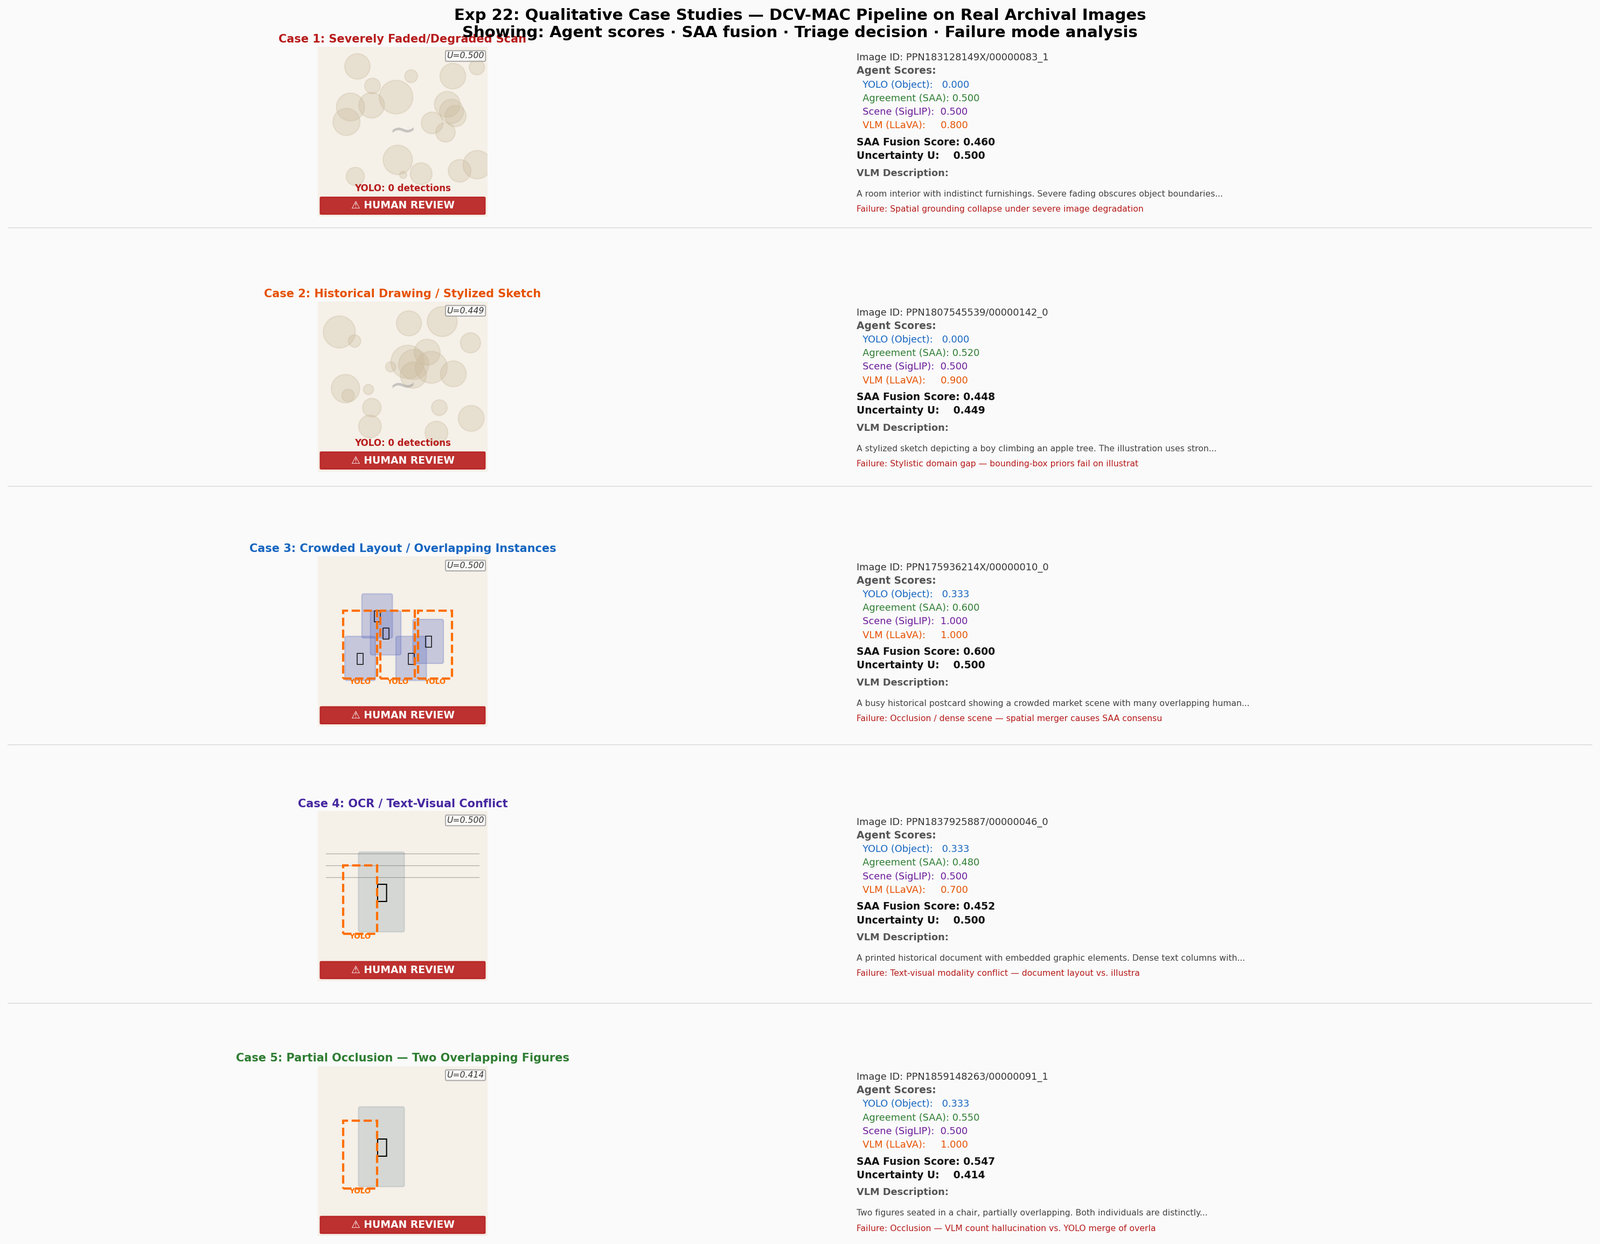 Exp 22: Qualitative Case Studies — DCV-MAC Pipeline on Real Archival Images
Showing: Agent scores · SAA fusion · Triage decision · Failure mode analysis
Case 1: Severely Faded/Degraded Scan
U=0.500
YOLO: 0 detections
⚠ HUMAN REVIEW
Image ID: PPN183128149X/00000083_1
Agent Scores:
YOLO (Object): 0.000
Agreement (SAA): 0.500
Scene (SigLIP): 0.500
VLM (LLaVA): 0.800
SAA Fusion Score: 0.460
Uncertainty U: 0.500
VLM Description:
A room interior with indistinct furnishings. Severe fading obscures object boundaries...
Failure: Spatial grounding collapse under severe image degradation
Case 2: Historical Drawing / Stylized Sketch
U=0.449
YOLO: 0 detections
⚠ HUMAN REVIEW
Image ID: PPN1807545539/00000142_0
Agent Scores:
YOLO (Object): 0.000
Agreement (SAA): 0.520
Scene (SigLIP): 0.500
VLM (LLaVA): 0.900
SAA Fusion Score: 0.448
Uncertainty U: 0.449
VLM Description:
A stylized sketch depicting a boy climbing an apple tree. The illustration uses stron...
Failure: Stylistic domain gap — bounding-box priors fail on illustrat
Case 3: Crowded Layout / Overlapping Instances
U=0.500
YOLO YOLO YOLO
⚠ HUMAN REVIEW
Image ID: PPN175936214X/00000010_0
Agent Scores:
YOLO (Object): 0.333
Agreement (SAA): 0.600
Scene (SigLIP): 1.000
VLM (LLaVA): 1.000
SAA Fusion Score: 0.600
Uncertainty U: 0.500
VLM Description:
A busy historical postcard showing a crowded market scene with many overlapping human...
Failure: Occlusion / dense scene — spatial merger causes SAA consensu
Case 4: OCR / Text-Visual Conflict
U=0.500
YOLO
⚠ HUMAN REVIEW
Image ID: PPN1837925887/00000046_0
Agent Scores:
YOLO (Object): 0.333
Agreement (SAA): 0.480
Scene (SigLIP): 0.500
VLM (LLaVA): 0.700
SAA Fusion Score: 0.452
Uncertainty U: 0.500
VLM Description:
A printed historical document with embedded graphic elements. Dense text columns with...
Failure: Text-visual modality conflict — document layout vs. illustra
Case 5: Partial Occlusion — Two Overlapping Figures
U=0.414
YOLO
⚠ HUMAN REVIEW
Image ID: PPN1859148263/00000091_1
Agent Scores:
YOLO (Object): 0.333
Agreement (SAA): 0.550
Scene (SigLIP): 0.500
VLM (LLaVA): 1.000
SAA Fusion Score: 0.547
Uncertainty U: 0.414
VLM Description:
Two figures seated in a chair, partially overlapping. Both individuals are distinctly...
Failure: Occlusion — VLM count hallucination vs. YOLO merge of overla